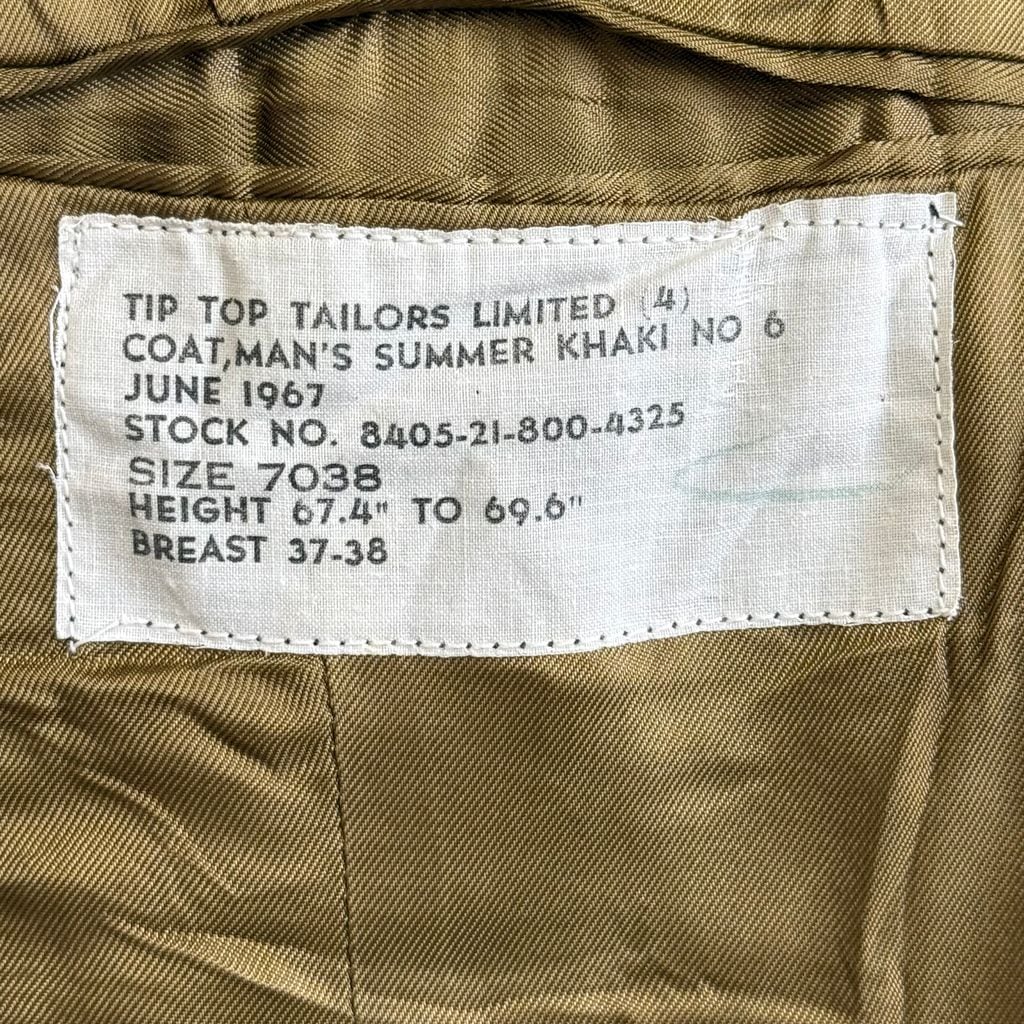 TIP TOP TAILORS LIMITED (4)
COAT,MAN'S SUMMER KHAKI NO 6
JUNE 1967
STOCK NO. 8405-21-800-4325
SIZE 7038
HEIGHT 67.4" TO 69.6"
BREAST 37-38